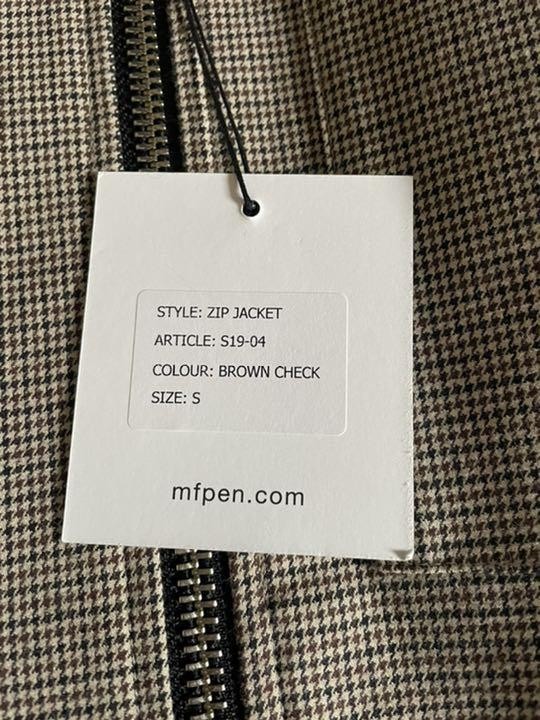 STYLE: ZIP JACKET
ARTICLE: S19-04
COLOUR: BROWN CHECK
SIZE: S
mfpen.com